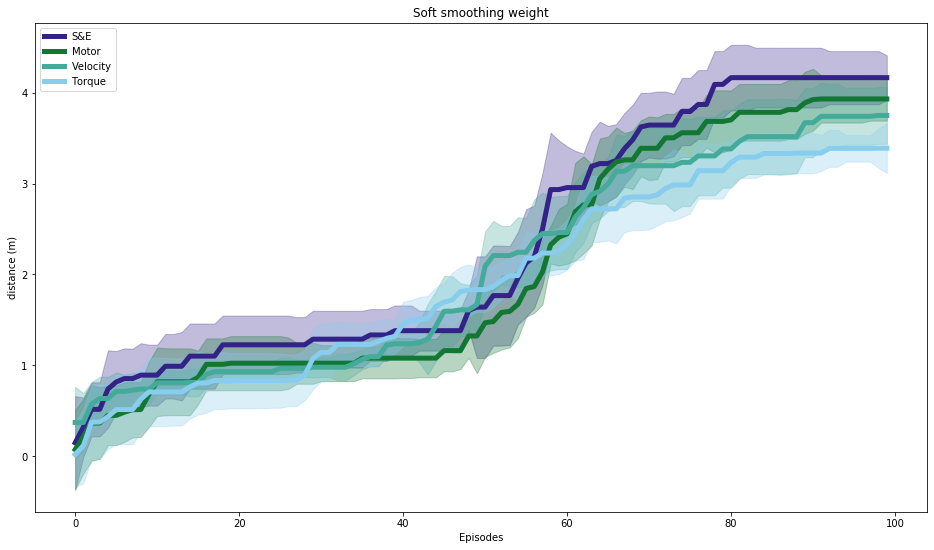 Soft smoothing weight
S&E
Motor
Velocity
Torque
distance (m)
4
3
2
1
0
0 20 40 60 80 100
Episodes